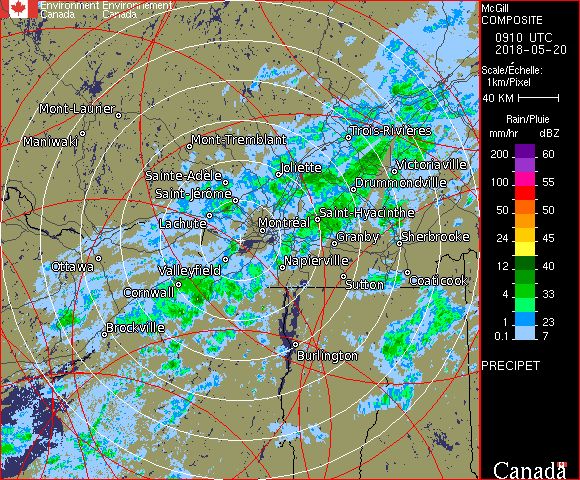 Environment Environnement
Canada Canada
McGill
COMPOSITE
0910 UTC
2018-05-20
Scale/Échelle:
1km/Pixel
40 KM
Rain/Pluie
mm/hr dBZ
200 60
100 55
50 50
24 45
12 40
4 33
1 23
0.1 7
PRECIPET
Canada
Mont-Laurier
Maniwaki
Mont-Tremblant
Trois-Rivières
Joliette
Victoriaville
Sainte-Adèle
Drummondville
Saint-Jérôme
Saint-Hyacinthe
Lachute
Montréal
Granby
Sherbrooke
Ottawa
Valleyfield
Napierville
Cornwall
Sutton
Coaticook
Brockville
Burlington